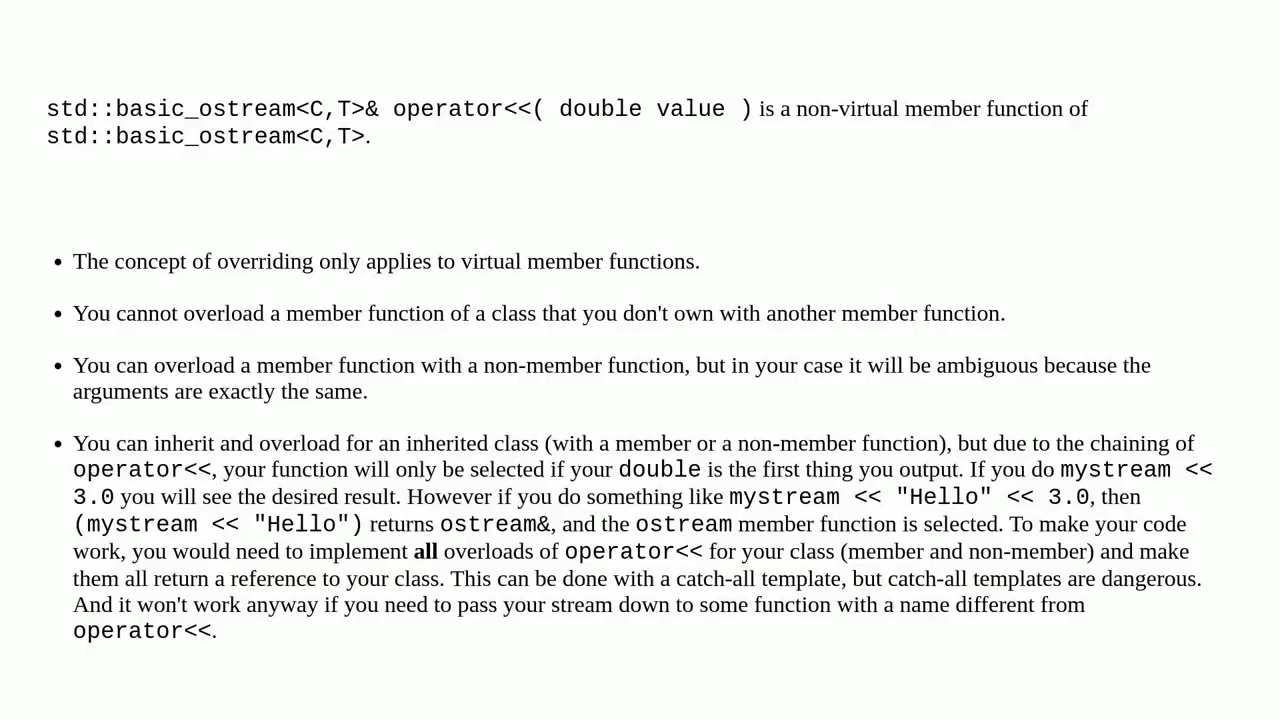 std::basic_ostream<C,T>& operator<<( double value ) is a non-virtual member function of
std::basic_ostream<C,T>.
• The concept of overriding only applies to virtual member functions.
• You cannot overload a member function of a class that you don't own with another member function.
• You can overload a member function with a non-member function, but in your case it will be ambiguous because the
arguments are exactly the same.
• You can inherit and overload for an inherited class (with a member or a non-member function), but due to the chaining of
operator<<, your function will only be selected if your double is the first thing you output. If you do mystream <<
3.0 you will see the desired result. However if you do something like mystream << "Hello" << 3.0, then
(mystream << "Hello") returns ostream&, and the ostream member function is selected. To make your code
work, you would need to implement all overloads of operator<< for your class (member and non-member) and make
them all return a reference to your class. This can be done with a catch-all template, but catch-all templates are dangerous.
And it won't work anyway if you need to pass your stream down to some function with a name different from
operator<<.